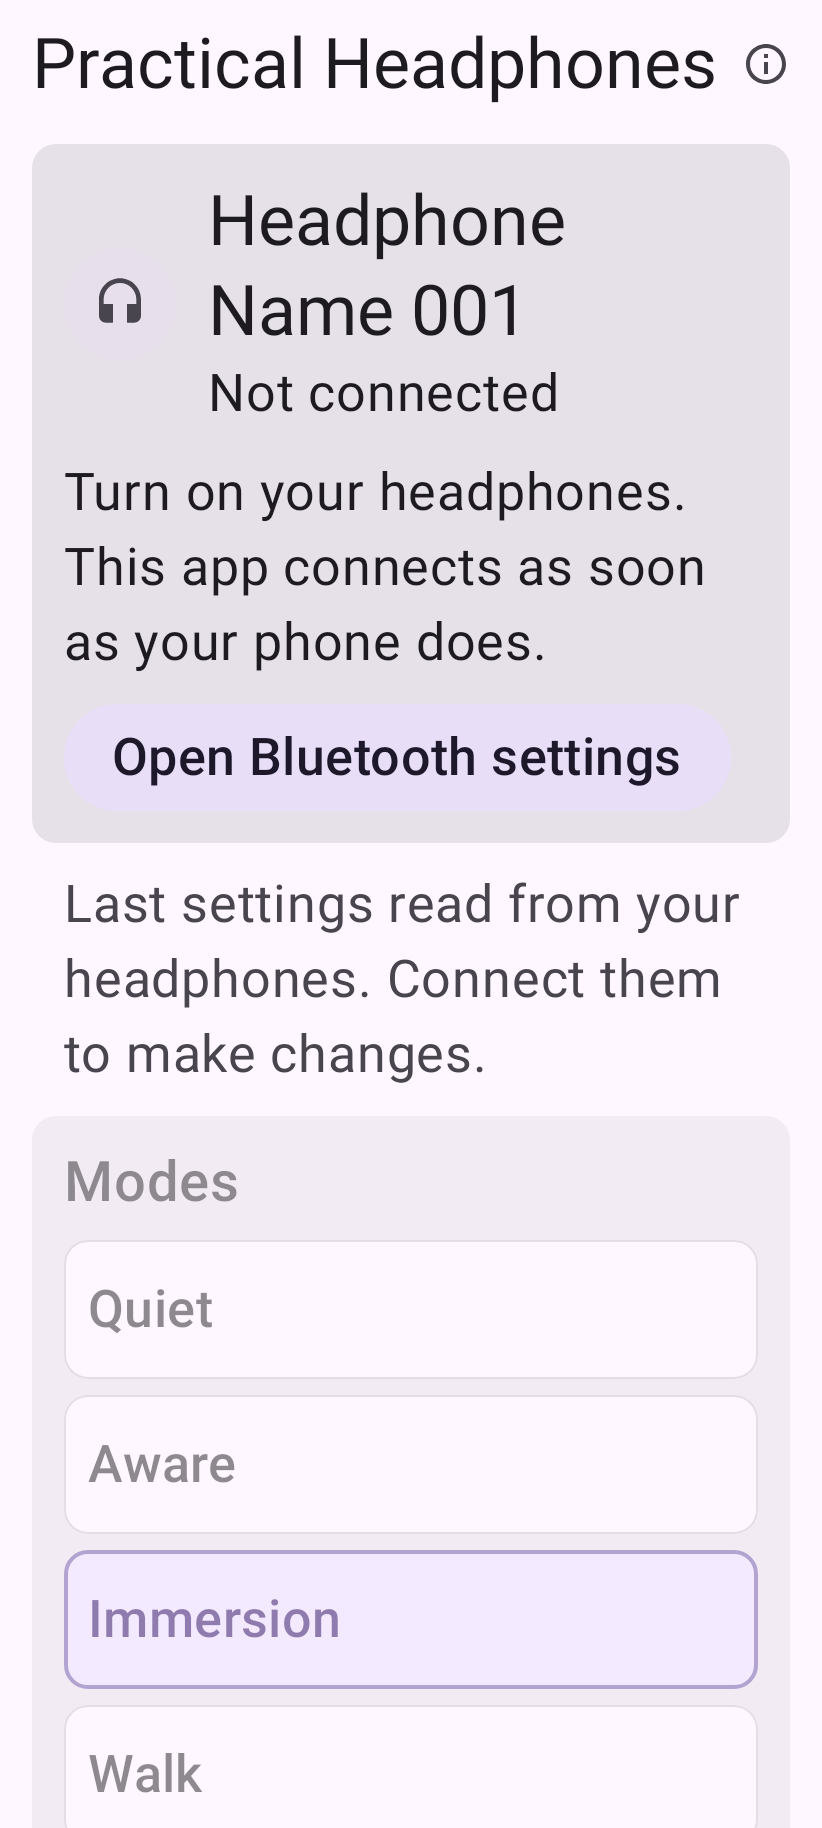 Practical Headphones
Headphone
Name 001
Not connected
Turn on your headphones.
This app connects as soon
as your phone does.
Open Bluetooth settings
Last settings read from your
headphones. Connect them
to make changes.
Modes
Quiet
Aware
Immersion
Walk